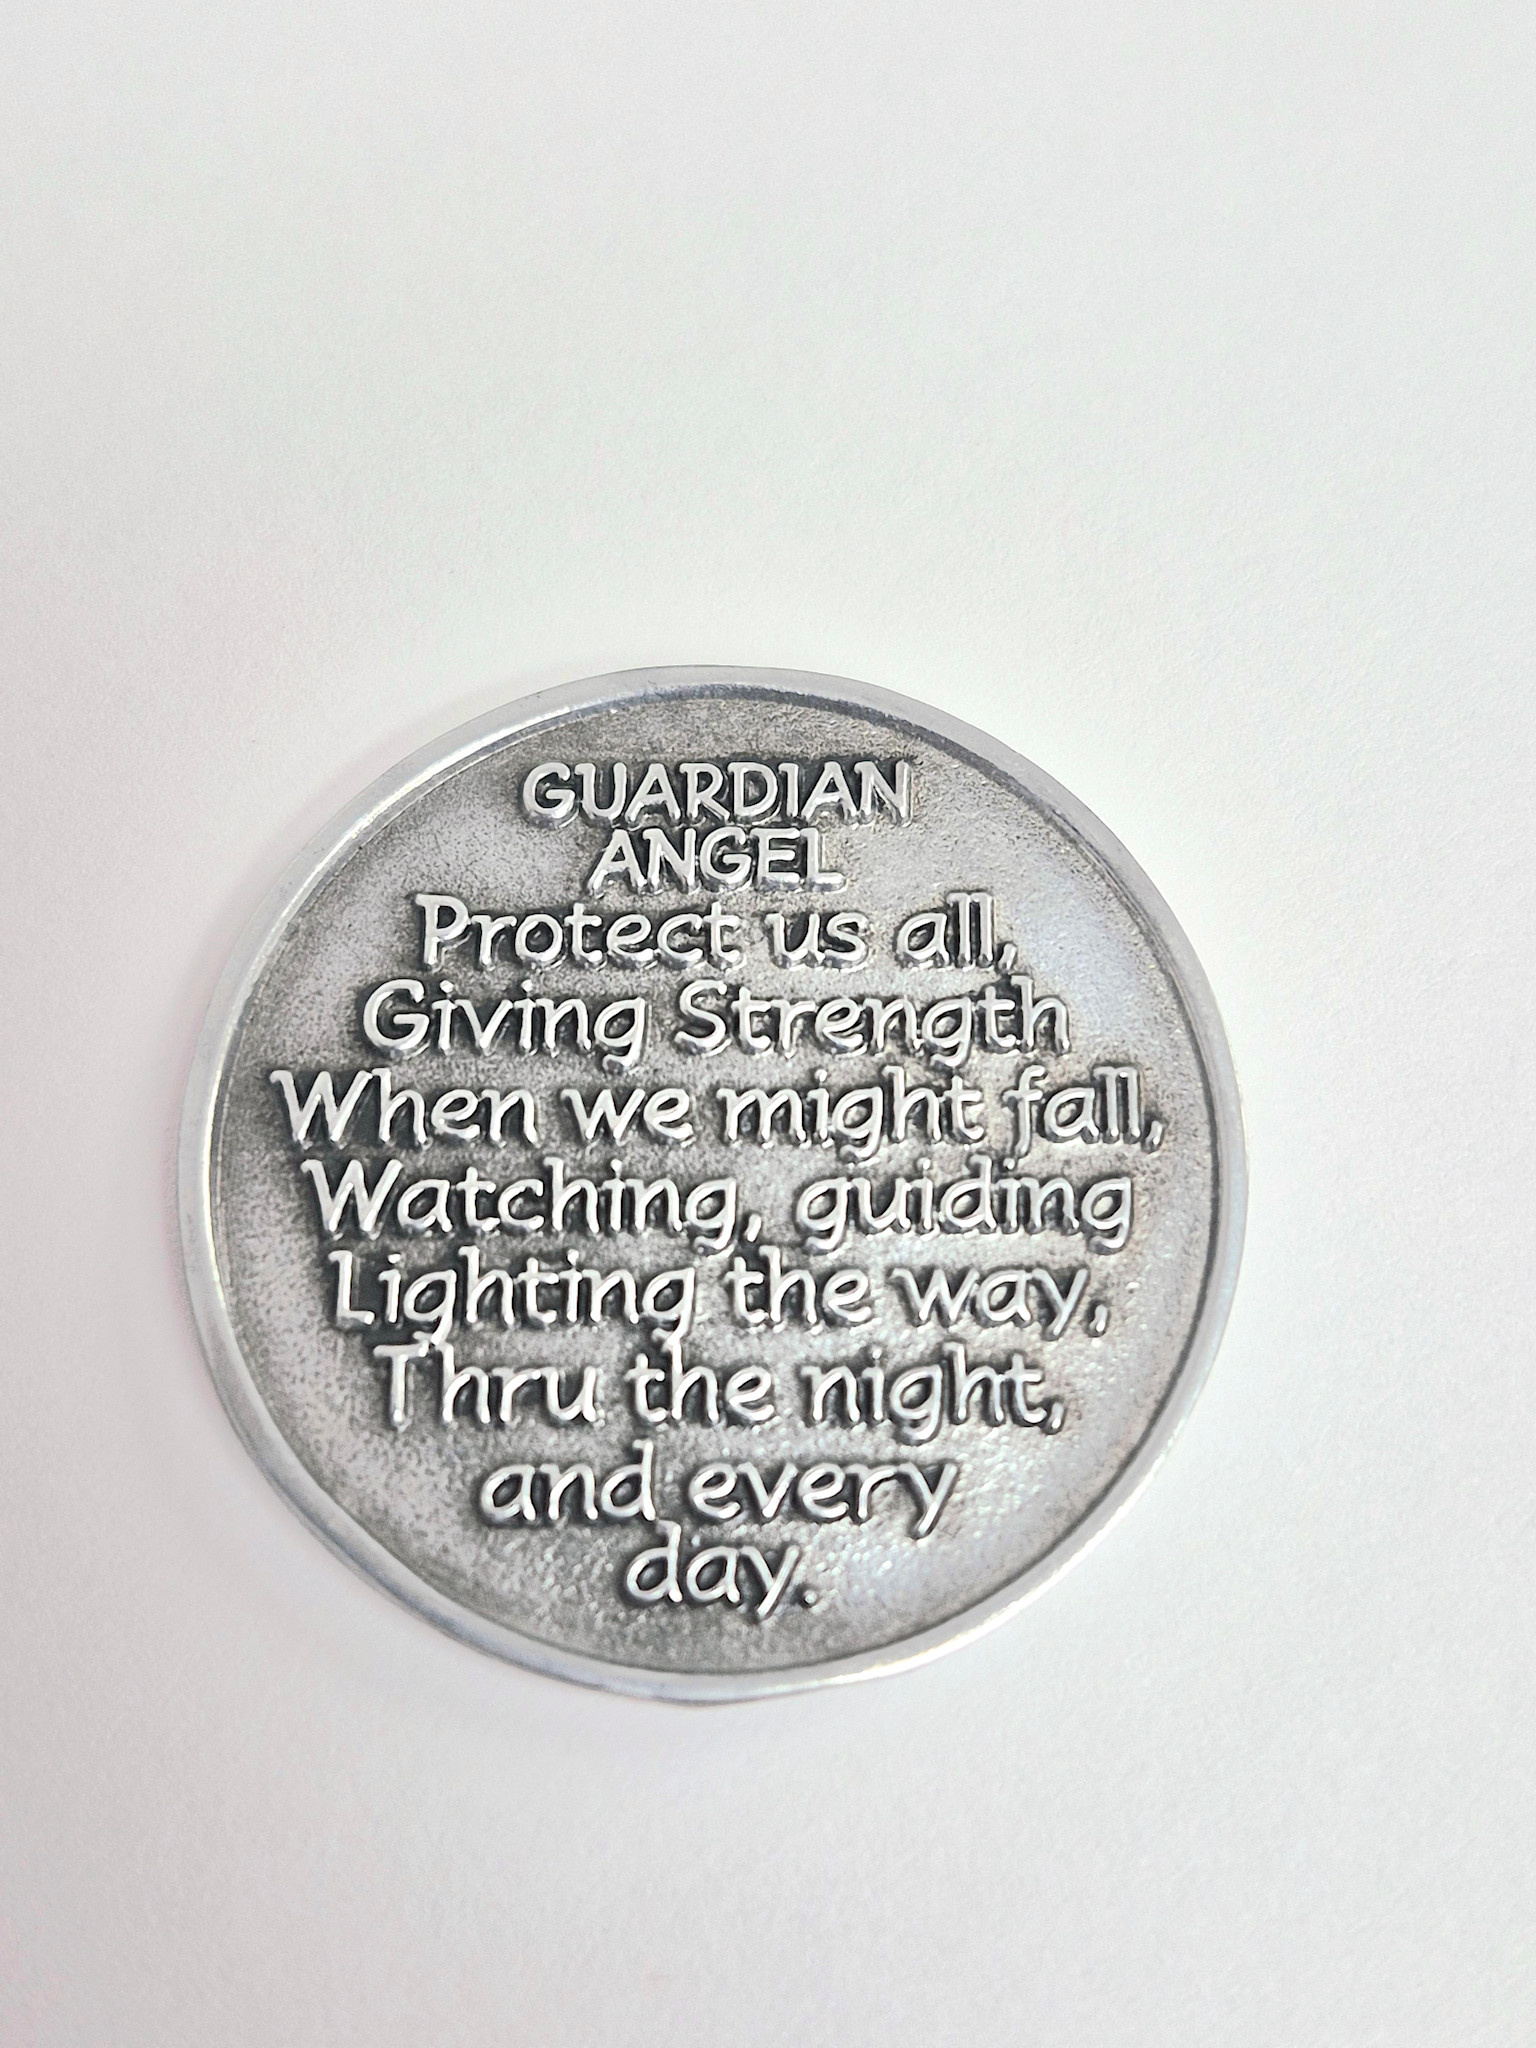 GUARDIAN
ANGEL
Protect us all,
Giving Strength
When we might fall,
Watching, guiding
Lighting the way,
Thru the night,
and every
day.